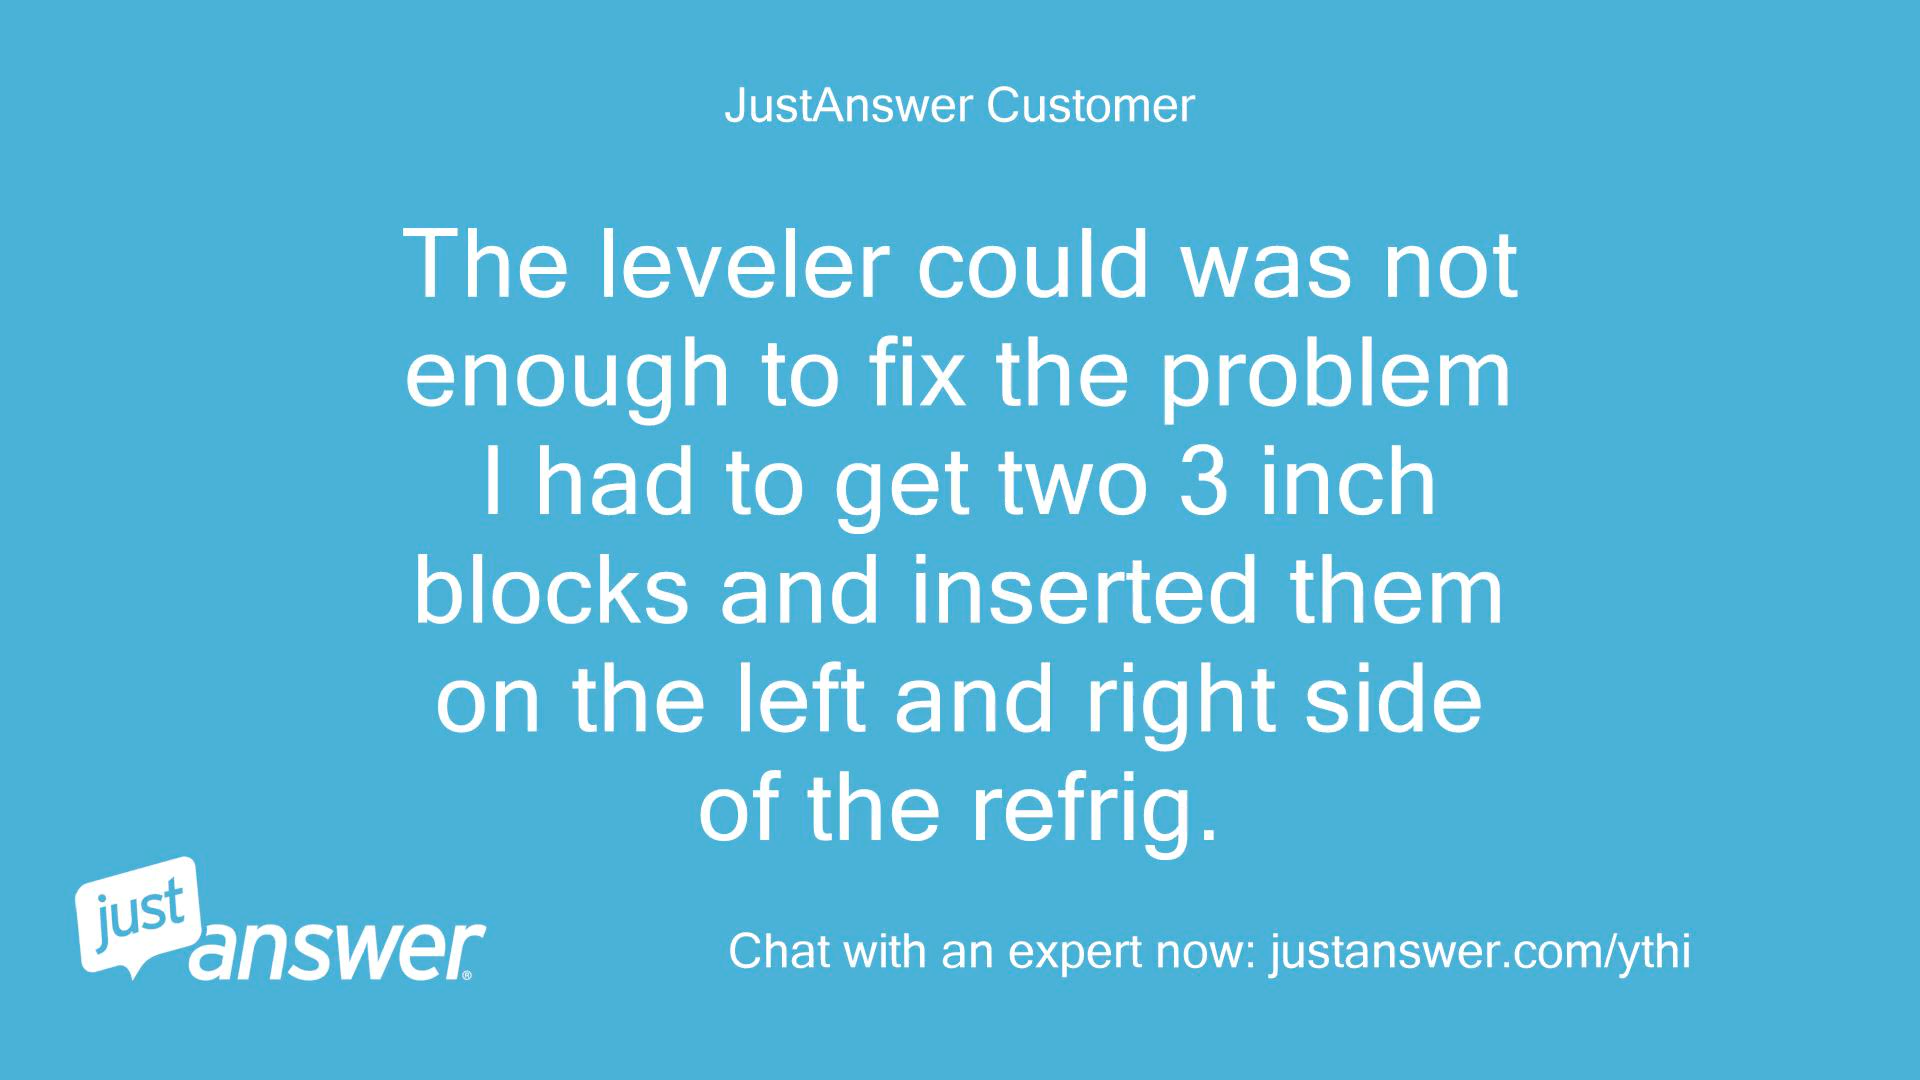 JustAnswer Customer
The leveler could was not
enough to fix the problem
I had to get two 3 inch
blocks and inserted them
on the left and right side
of the refrig.
just
answer®
Chat with an expert now: justanswer.com/ythi